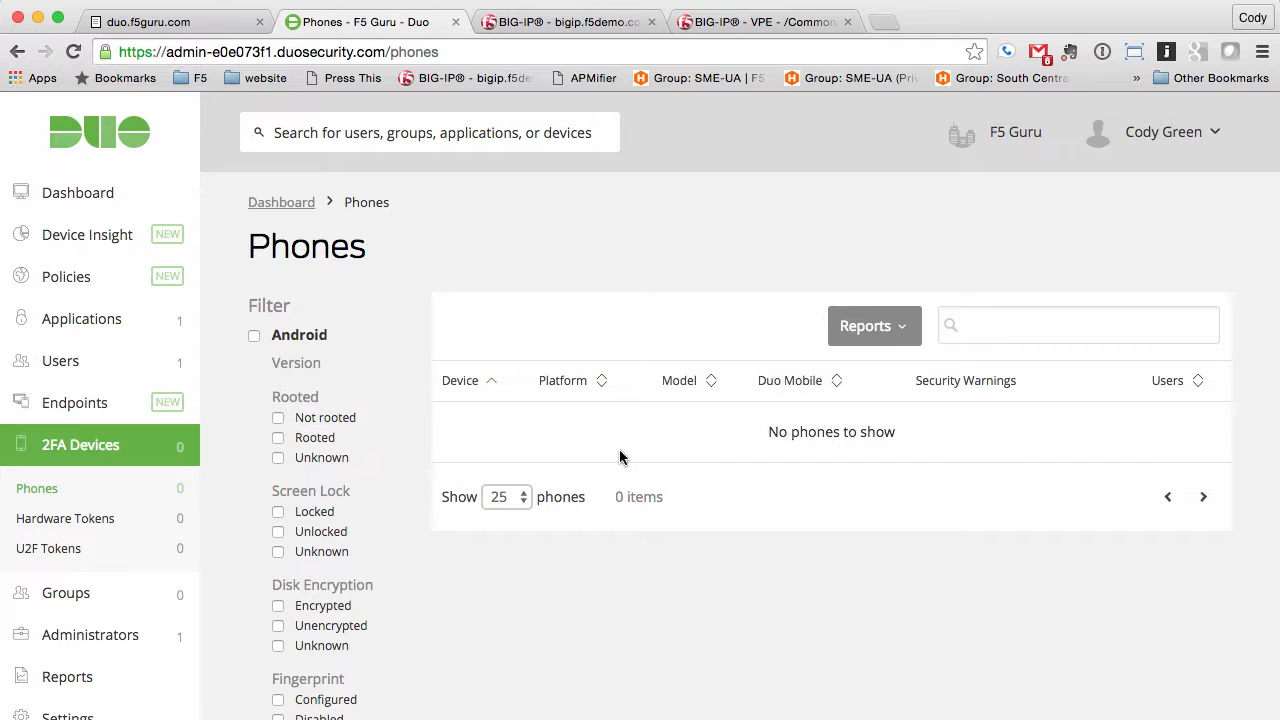 duo.f5guru.com
Phones - F5 Guru - Duo
BIG-IP® - bigip.f5demo.co
BIG-IP® - VPE - /Common
Cody
https://admin-e0e073f1.duosecurity.com/phones
6
Apps
Bookmarks
F5
website
Press This
BIG-IP® - bigip.f5de
APMifier
Group: SME-UA | F5
Group: SME-UA (Pri
Group: South Centra
»
Other Bookmarks
DUO
Search for users, groups, applications, or devices
F5 Guru
Cody Green
Dashboard
Device Insight NEW
Policies NEW
Applications 1
Users 1
Endpoints NEW
2FA Devices 0
Phones 0
Hardware Tokens 0
U2F Tokens 0
Groups 0
Administrators 1
Reports
Settings
Dashboard > Phones
Phones
Filter
Android
Version
Rooted
Not rooted
Rooted
Unknown
Screen Lock
Locked
Unlocked
Unknown
Disk Encryption
Encrypted
Unencrypted
Unknown
Fingerprint
Configured
Disabled
Reports
Device Platform Model Duo Mobile Security Warnings Users
No phones to show
Show 25 phones 0 items